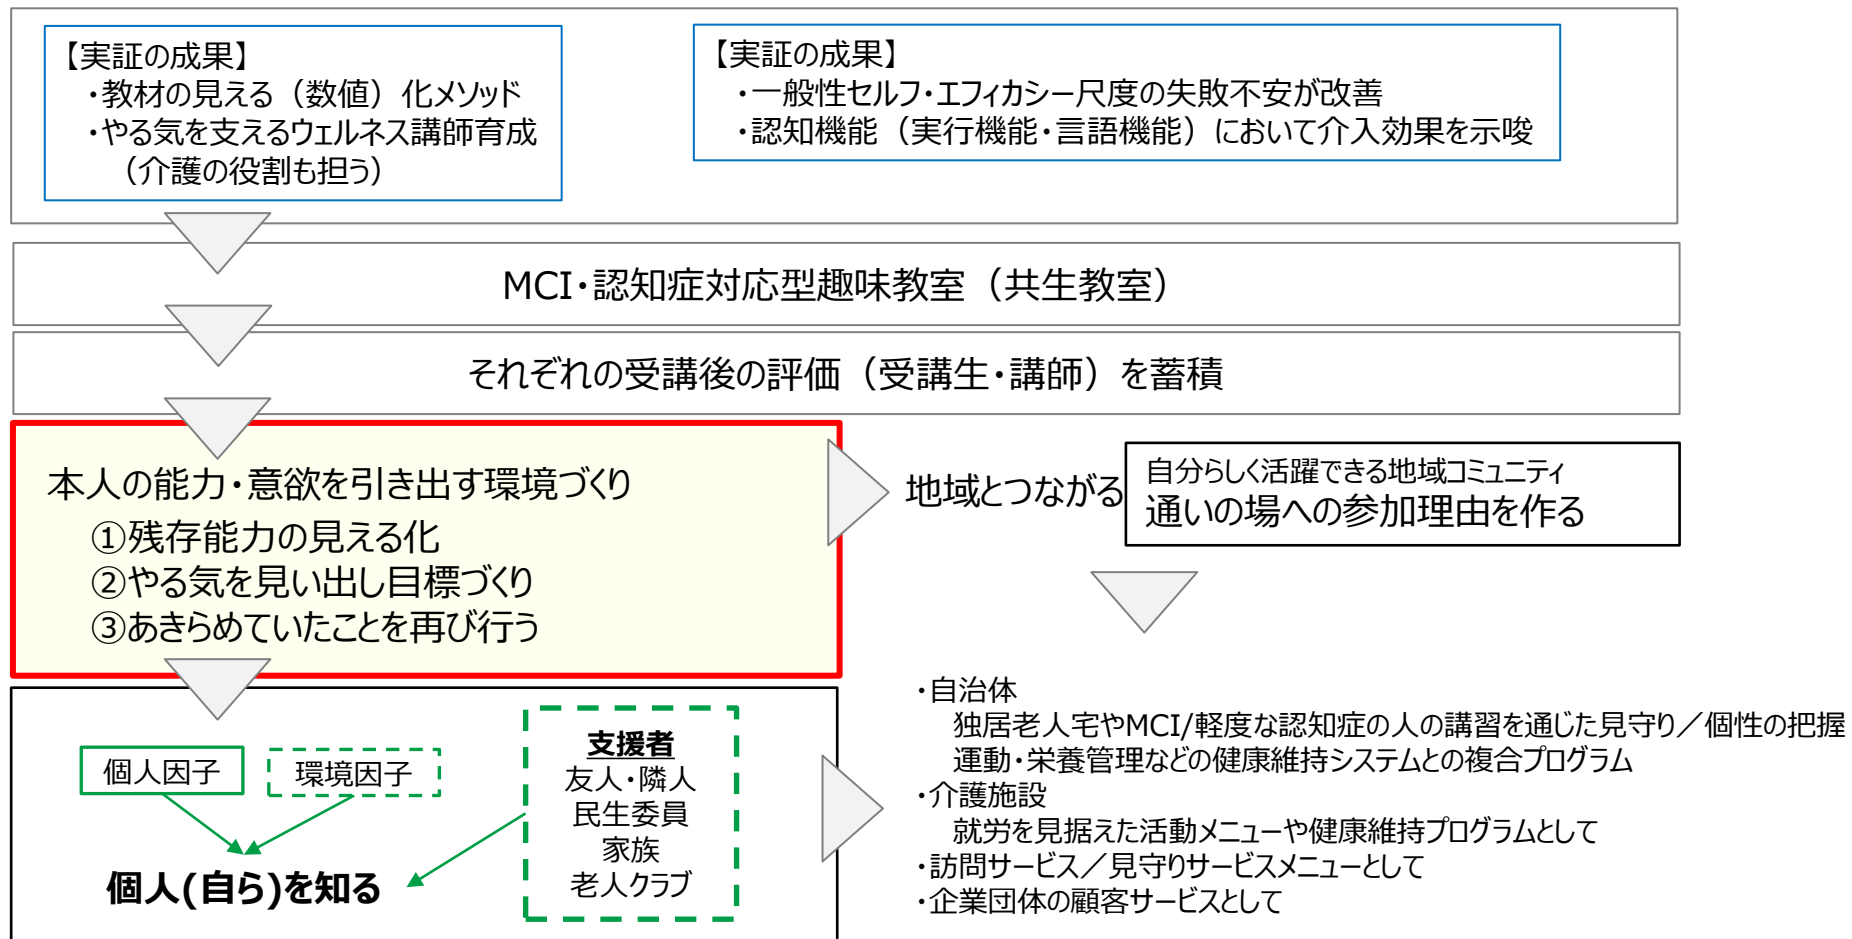 【実証の成果】
・教材の見える（数値）化メソッド
・やる気を支えるウェルネス講師育成
（介護の役割も担う）
【実証の成果】
・一般性セルフ・エフィカシー尺度の失敗不安が改善
・認知機能（実行機能・言語機能）において介入効果を示唆
MCI・認知症対応型趣味教室（共生教室）
それぞれの受講後の評価（受講生・講師）を蓄積
本人の能力・意欲を引き出す環境づくり
①残存能力の見える化
②やる気を見い出し目標づくり
③あきらめていたことを再び行う
地域とつながる
自分らしく活躍できる地域コミュニティ
通いの場への参加理由を作る
個人因子
環境因子
個人(自ら)を知る
支援者
友人・隣人
民生委員
家族
老人クラブ
・自治体
独居老人宅やMCI/軽度な認知症の人の講習を通じた見守り／個性の把握
運動・栄養管理などの健康維持システムとの複合プログラム
・介護施設
就労を見据えた活動メニューや健康維持プログラムとして
・訪問サービス／見守りサービスメニューとして
・企業団体の顧客サービスとして